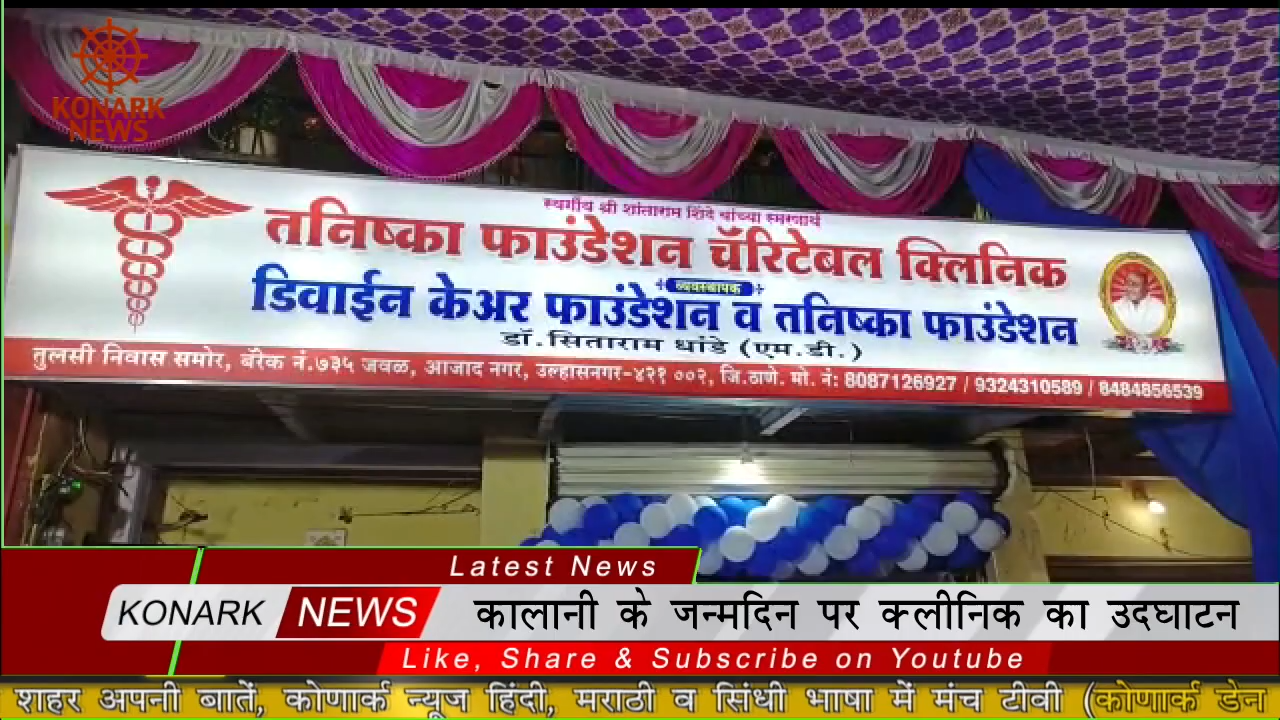 KONARK
NEWS
स्वर्गीय श्री शांताराम शिंदे यांच्या स्मरणार्थ
तनिष्का फाउंडेशन चॅरिटेबल क्लिनिक
व्यवस्थापक
डिवाईन केअर फाउंडेशन व तनिष्का फाउंडेशन
डॉ.सिताराम धांडे (एम.डी.)
तुलसी निवास समोर, बॅरेक नं.७३५ जवळ, आजाद नगर, उल्हासनगर-४२१ ००२, जि.ठाणे. मो. नं: 8087126927 / 9324310589 / 8484856539
Latest News
KONARK NEWS कालानी के जन्मदिन पर क्लीनिक का उदघाटन
Like, Share & Subscribe on Youtube
शहर अपनी बातें, कोणार्क न्यूज हिंदी, मराठी व सिंधी भाषा में मंच टीवी (कोणार्क डेन